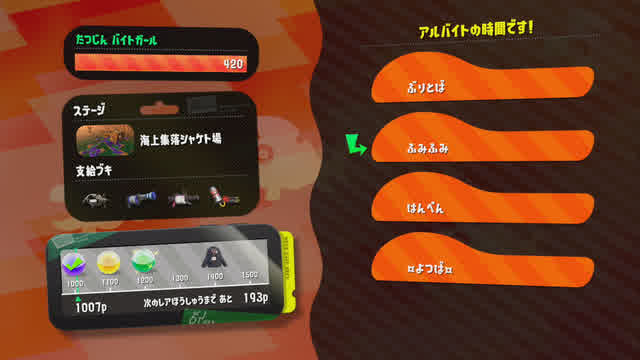 たつじん バイトガール
420
ステージ
海上集落シャケト場
支給ブキ
1000 1100 1200 1300 1400 1500
1007p 次のレアほうしゅうまで あと 193p
アルバイトの時間です!
ぶりとば
ふみふみ
はんぺん
¤よつば¤